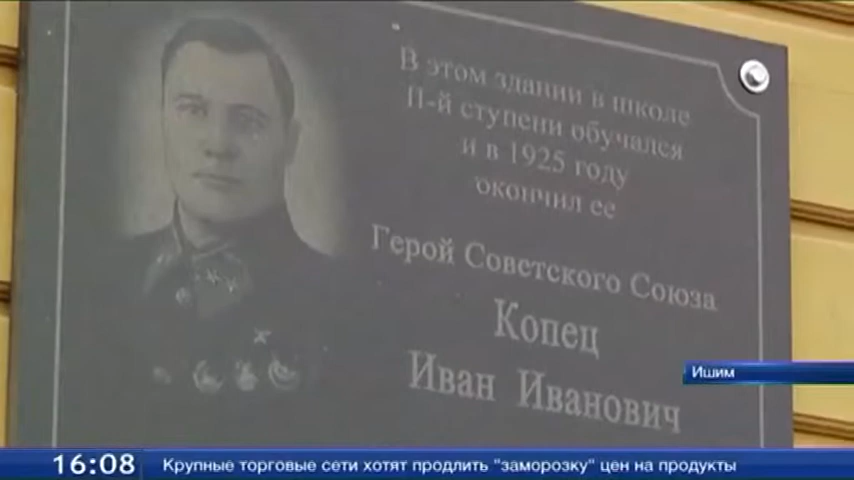 В этом здании в школе
II-й ступени обучался
и в 1925 году
окончил ее
Герой Советского Союза
Копец
Иван Иванович
Ишим
16:08 Крупные торговые сети хотят продлить "заморозку" цен на продукты